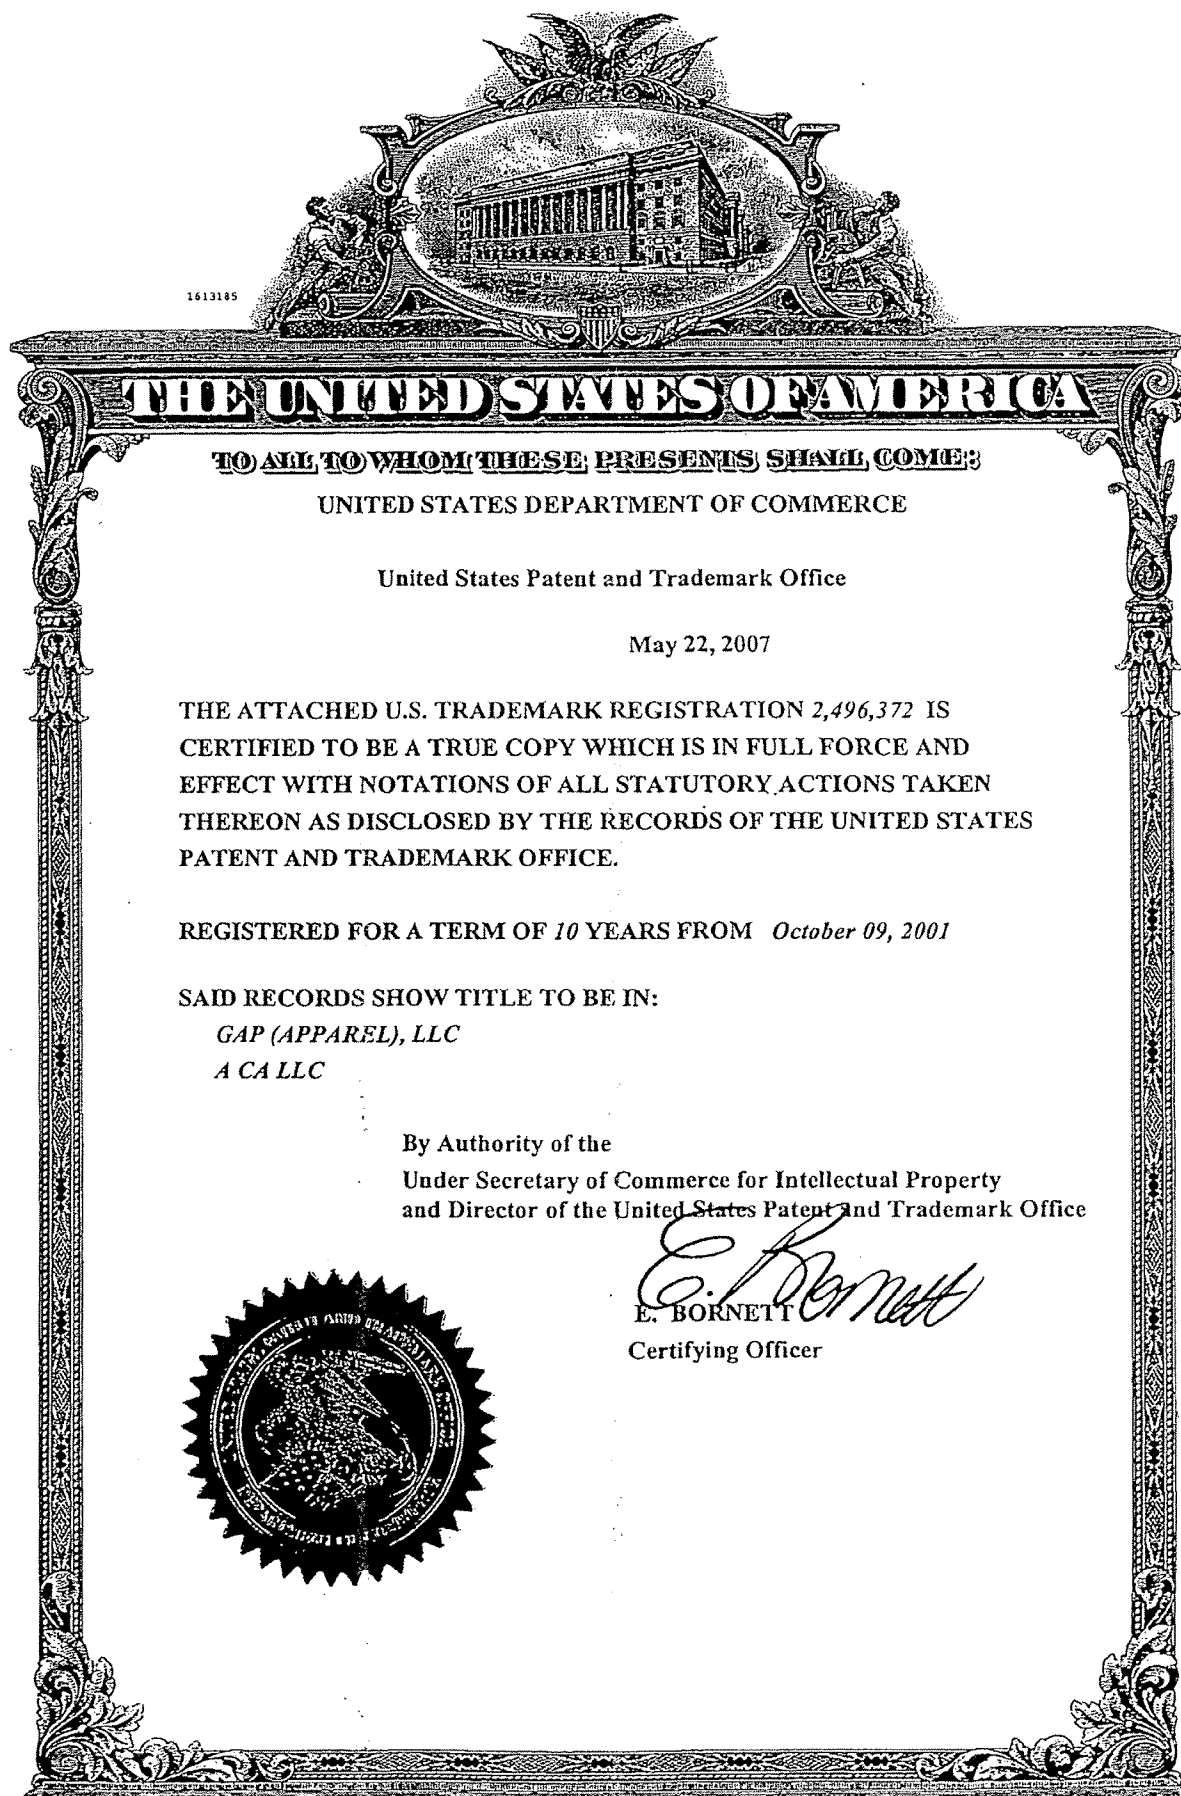 1613185
THE UNITED STATES OF AMERICA
TO ALL TO WHOM THESE PRESENTS SHALL COME:
UNITED STATES DEPARTMENT OF COMMERCE
United States Patent and Trademark Office
May 22, 2007
THE ATTACHED U.S. TRADEMARK REGISTRATION 2,496,372 IS
CERTIFIED TO BE A TRUE COPY WHICH IS IN FULL FORCE AND
EFFECT WITH NOTATIONS OF ALL STATUTORY ACTIONS TAKEN
THEREON AS DISCLOSED BY THE RECORDS OF THE UNITED STATES
PATENT AND TRADEMARK OFFICE.
REGISTERED FOR A TERM OF 10 YEARS FROM October 09, 2001
SAID RECORDS SHOW TITLE TO BE IN:
GAP (APPAREL), LLC
A CA LLC
By Authority of the
Under Secretary of Commerce for Intellectual Property
and Director of the United States Patent and Trademark Office
E. Bornett
E. BORNETT
Certifying Officer